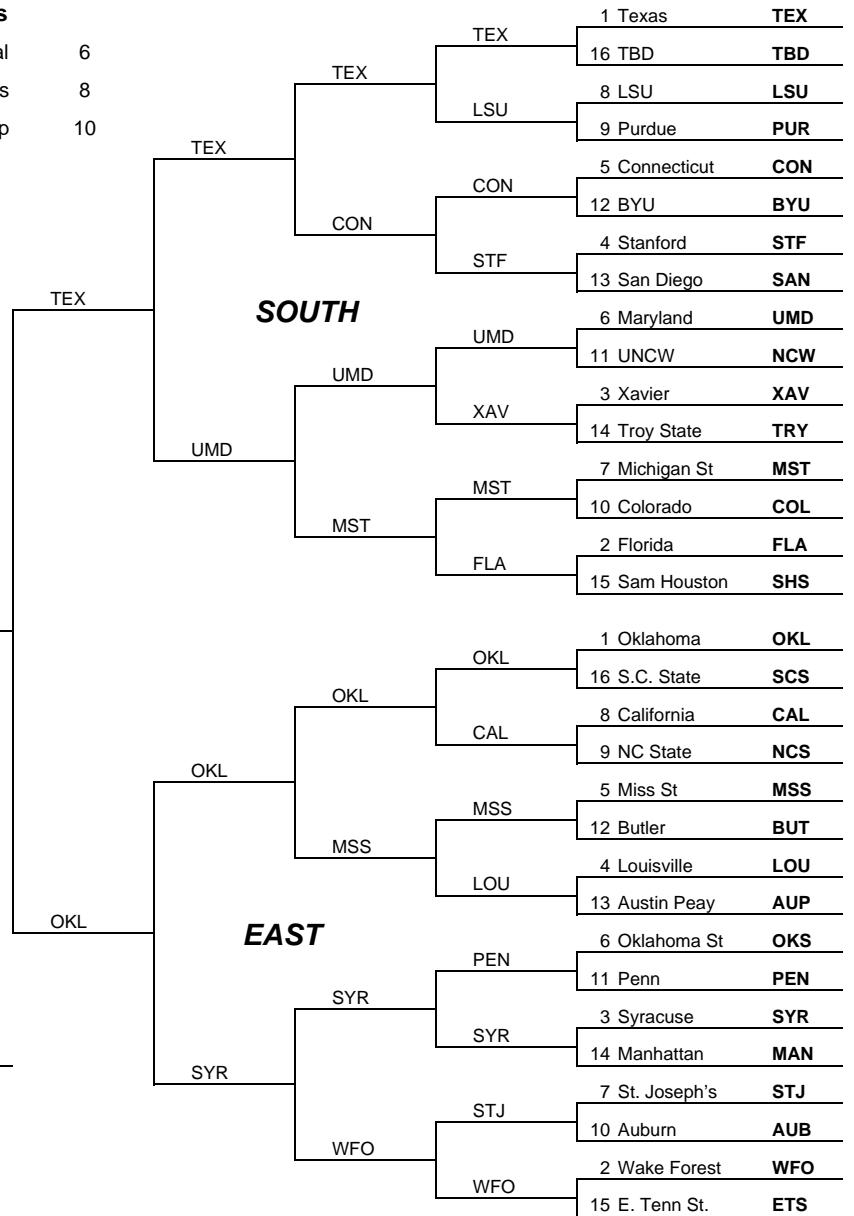 s
al 6
s 8
p 10
1 Texas TEX
TEX
16 TBD TBD
TEX
8 LSU LSU
LSU
9 Purdue PUR
TEX
5 Connecticut CON
CON
12 BYU BYU
CON
4 Stanford STF
STF
13 San Diego SAN
TEX
SOUTH
6 Maryland UMD
UMD
11 UNCW NCW
UMD
3 Xavier XAV
XAV
14 Troy State TRY
UMD
7 Michigan St MST
MST
10 Colorado COL
MST
2 Florida FLA
FLA
15 Sam Houston SHS
1 Oklahoma OKL
OKL
16 S.C. State SCS
OKL
8 California CAL
CAL
9 NC State NCS
OKL
5 Miss St MSS
MSS
12 Butler BUT
MSS
4 Louisville LOU
LOU
13 Austin Peay AUP
OKL
EAST
6 Oklahoma St OKS
PEN
11 Penn PEN
SYR
3 Syracuse SYR
SYR
14 Manhattan MAN
SYR
7 St. Joseph's STJ
STJ
10 Auburn AUB
WFO
2 Wake Forest WFO
WFO
15 E. Tenn St. ETS